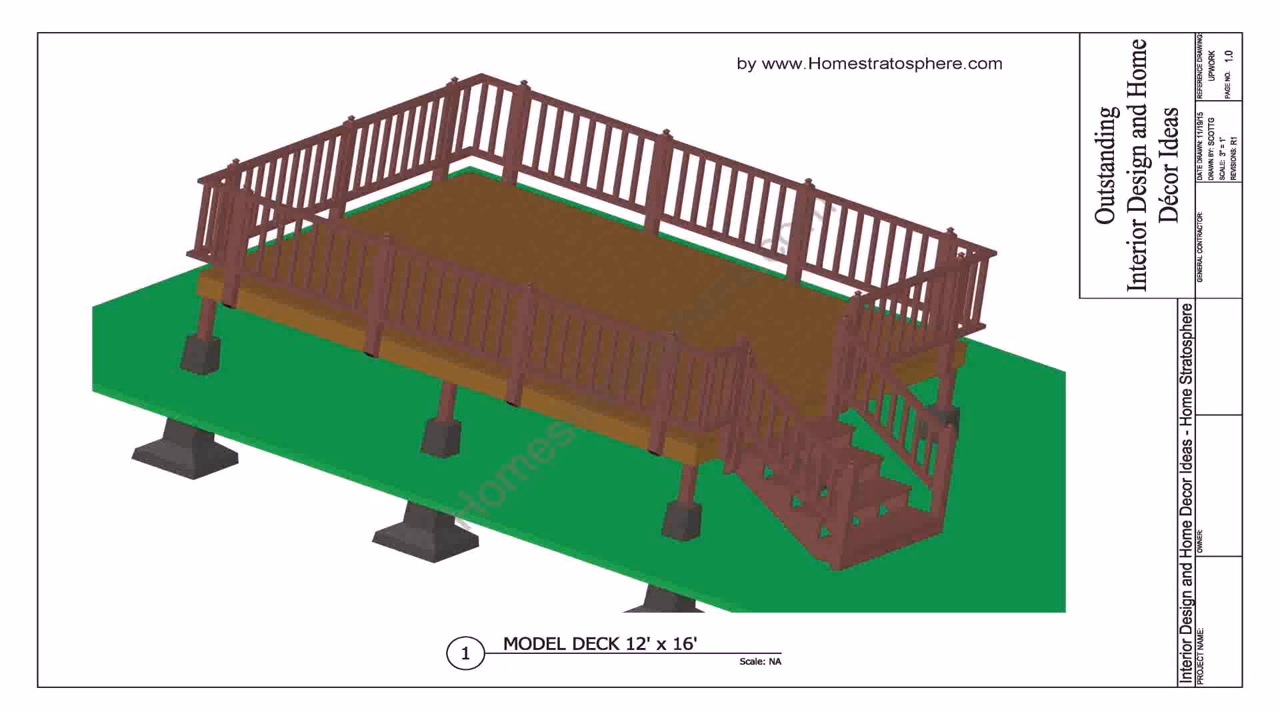 by www.Homestratosphere.com
Outstanding
Interior Design and Home
Décor Ideas
REFERENCE DRAWING:
UPWORK
PAGE NO. 1.0
DATE DRAWN: 11/19/15
DRAWN BY: SCOTTG
SCALE: 3" = 1'
REVISIONS: R1
GENERAL CONTRACTOR:
OWNER:
Interior Design and Home Decor Ideas - Home Stratosphere
PROJECT NAME:
1
MODEL DECK 12' x 16'
Scale: NA